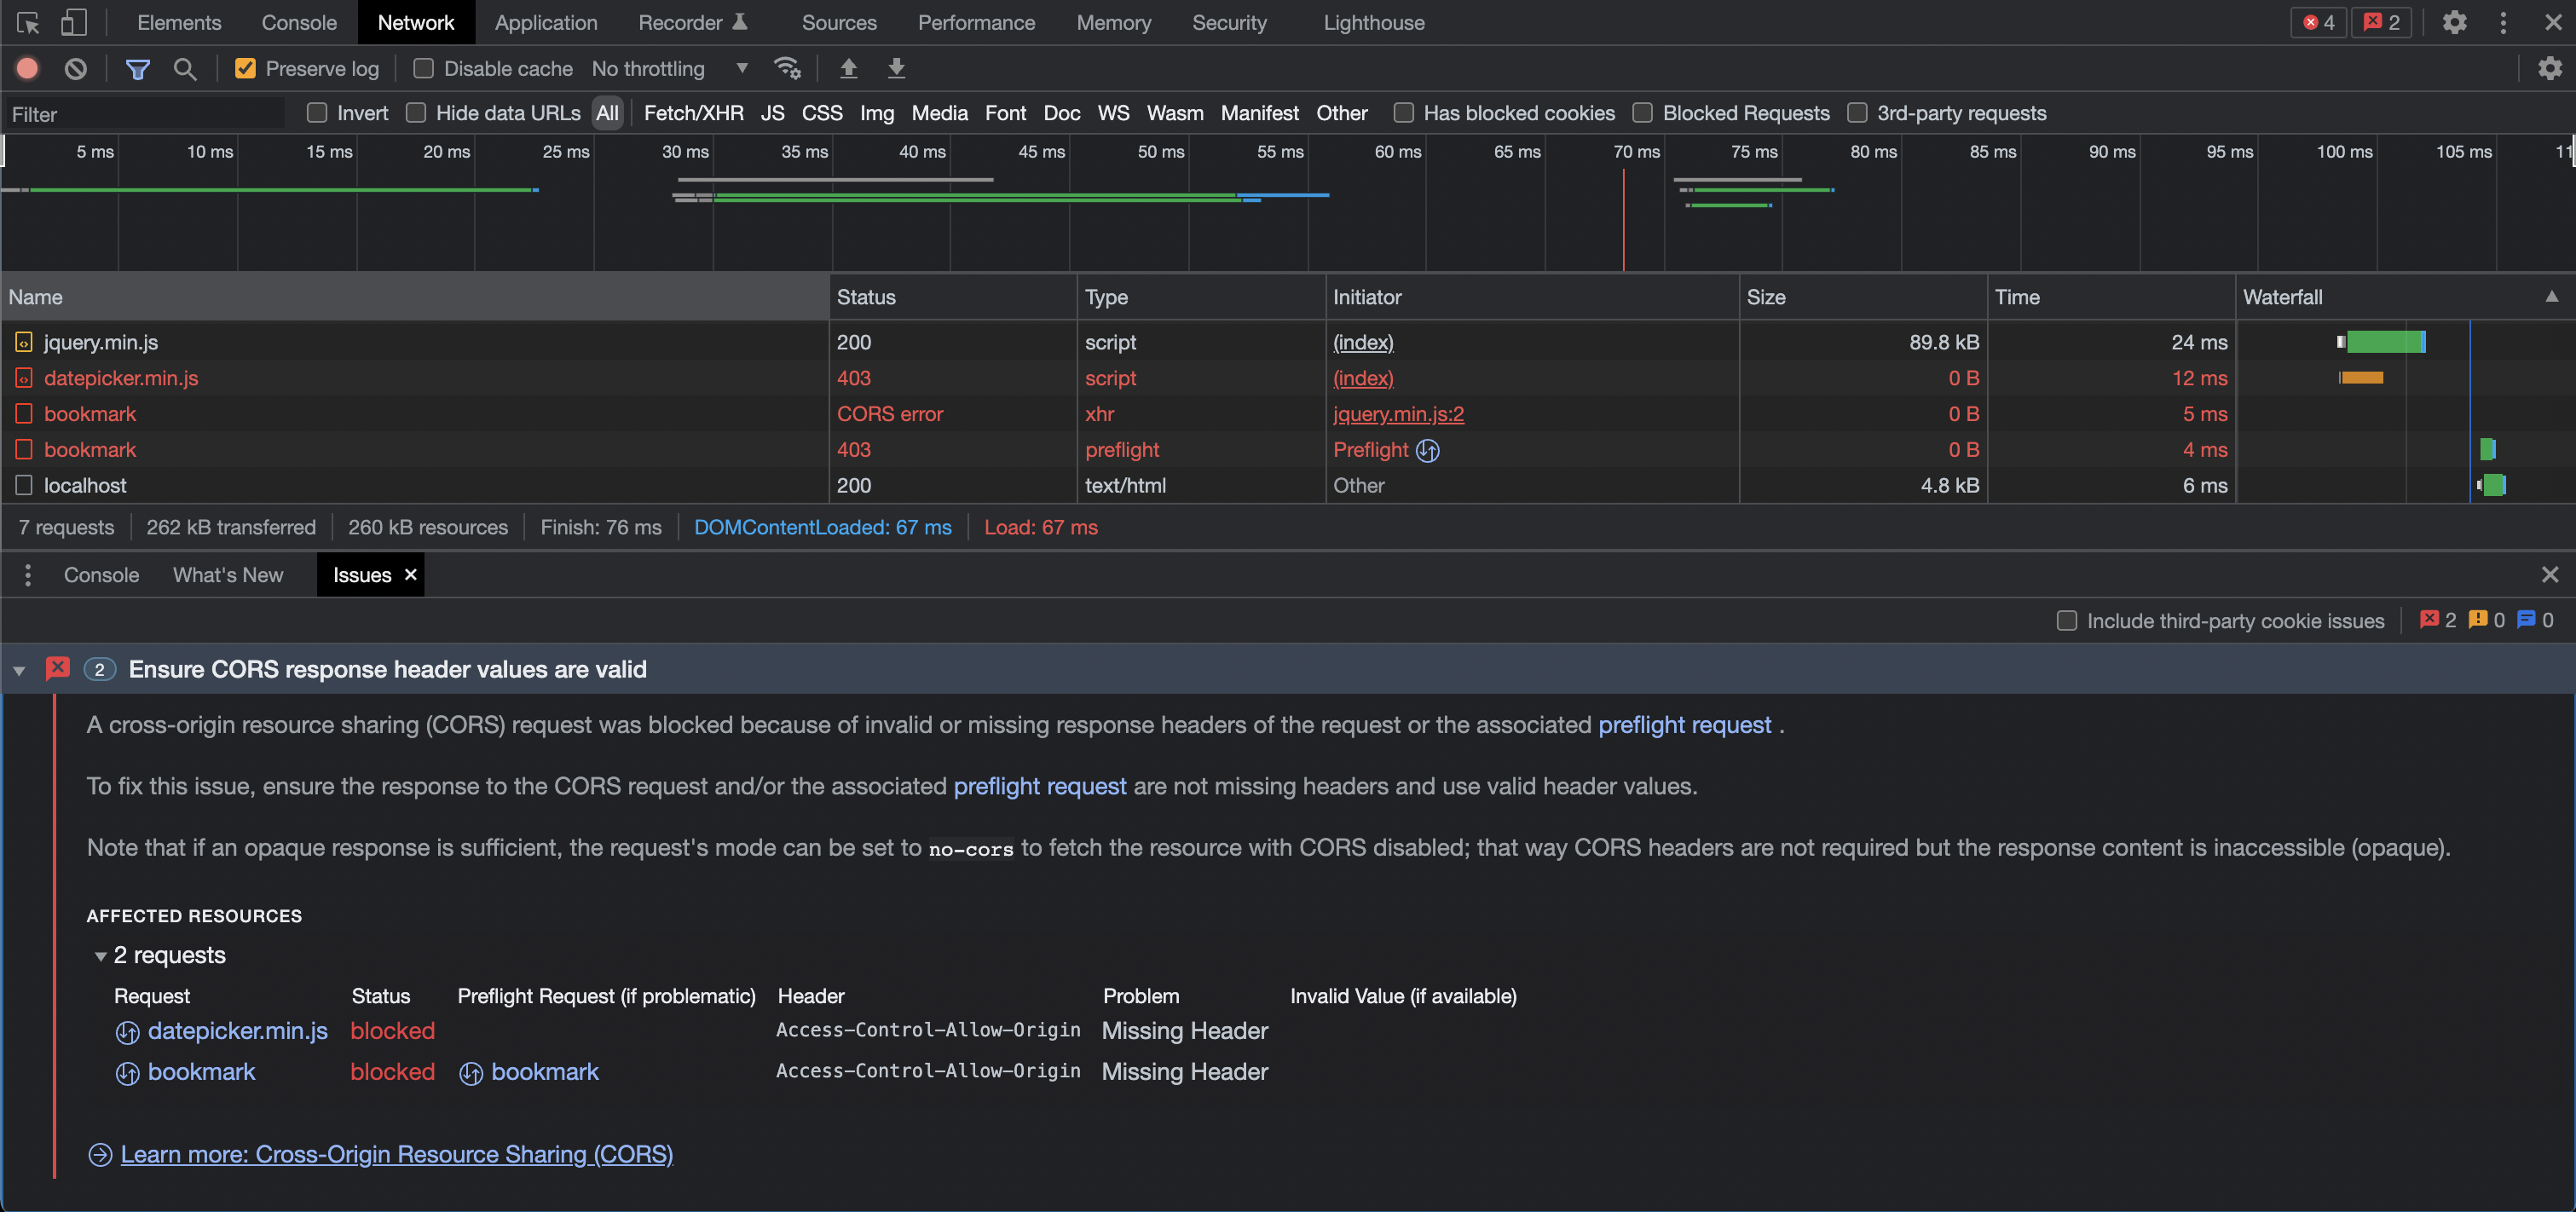 Elements Console Network Application Recorder Sources Performance Memory Security Lighthouse 4 2
Preserve log Disable cache No throttling
Filter Invert Hide data URLs All Fetch/XHR JS CSS Img Media Font Doc WS Wasm Manifest Other Has blocked cookies Blocked Requests 3rd-party requests
5 ms 10 ms 15 ms 20 ms 25 ms 30 ms 35 ms 40 ms 45 ms 50 ms 55 ms 60 ms 65 ms 70 ms 75 ms 80 ms 85 ms 90 ms 95 ms 100 ms 105 ms 11
Name Status Type Initiator Size Time Waterfall
jquery.min.js 200 script (index) 89.8 kB 24 ms
datepicker.min.js 403 script (index) 0 B 12 ms
bookmark CORS error xhr jquery.min.js:2 0 B 5 ms
bookmark 403 preflight Preflight 0 B 4 ms
localhost 200 text/html Other 4.8 kB 6 ms
7 requests 262 kB transferred 260 kB resources Finish: 76 ms DOMContentLoaded: 67 ms Load: 67 ms
Console What's New Issues
Include third-party cookie issues 2 0 0
2 Ensure CORS response header values are valid
A cross-origin resource sharing (CORS) request was blocked because of invalid or missing response headers of the request or the associated preflight request .
To fix this issue, ensure the response to the CORS request and/or the associated preflight request are not missing headers and use valid header values.
Note that if an opaque response is sufficient, the request's mode can be set to no-cors to fetch the resource with CORS disabled; that way CORS headers are not required but the response content is inaccessible (opaque).
AFFECTED RESOURCES
2 requests
Request Status Preflight Request (if problematic) Header Problem Invalid Value (if available)
datepicker.min.js blocked Access-Control-Allow-Origin Missing Header
bookmark blocked bookmark Access-Control-Allow-Origin Missing Header
Learn more: Cross-Origin Resource Sharing (CORS)